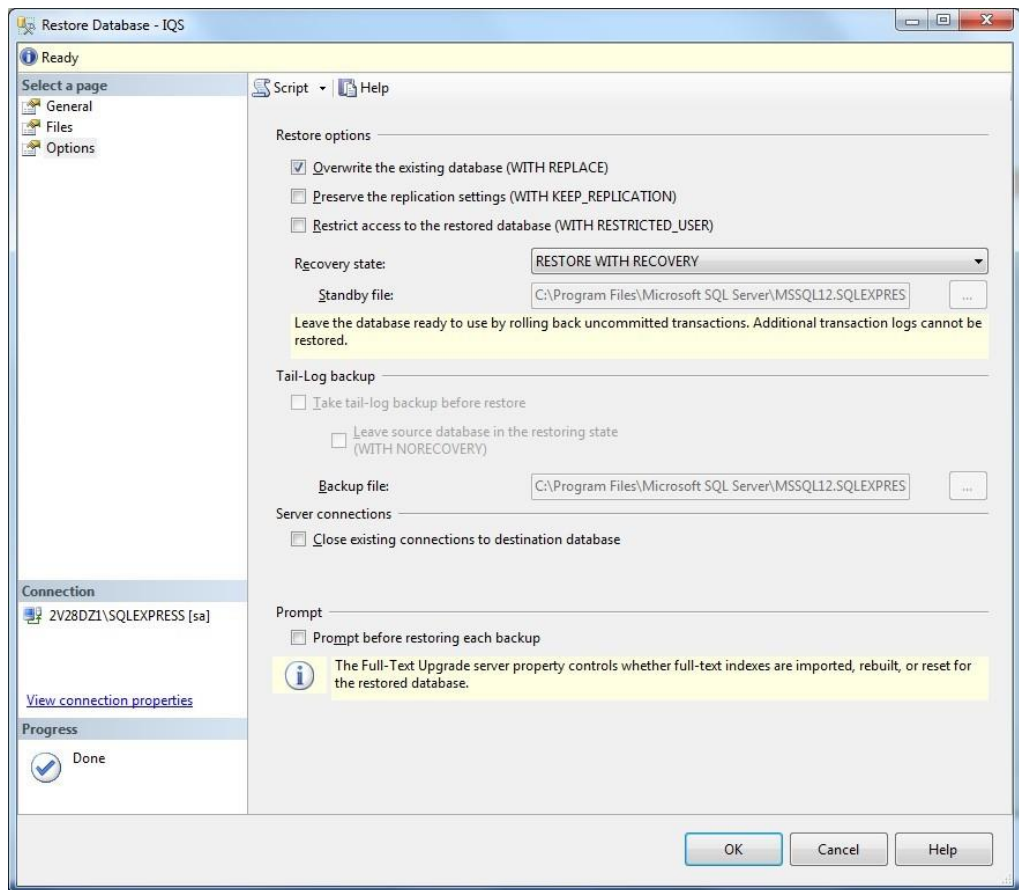 Restore Database - IQS
Ready
Select a page
General
Files
Options
Script
Help
Restore options
Overwrite the existing database (WITH REPLACE)
Preserve the replication settings (WITH KEEP_REPLICATION)
Restrict access to the restored database (WITH RESTRICTED_USER)
Recovery state:
RESTORE WITH RECOVERY
Standby file:
C:\Program Files\Microsoft SQL Server\MSSQL12.SQLEXPRES
...
Leave the database ready to use by rolling back uncommitted transactions. Additional transaction logs cannot be
restored.
Tail-Log backup
Take tail-log backup before restore
Leave source database in the restoring state
(WITH NORECOVERY)
Backup file:
C:\Program Files\Microsoft SQL Server\MSSQL12.SQLEXPRES
...
Server connections
Close existing connections to destination database
Connection
2V28DZ1\SQLEXPRESS [sa]
View connection properties
Progress
Done
Prompt
Prompt before restoring each backup
The Full-Text Upgrade server property controls whether full-text indexes are imported, rebuilt, or reset for
the restored database.
OK
Cancel
Help